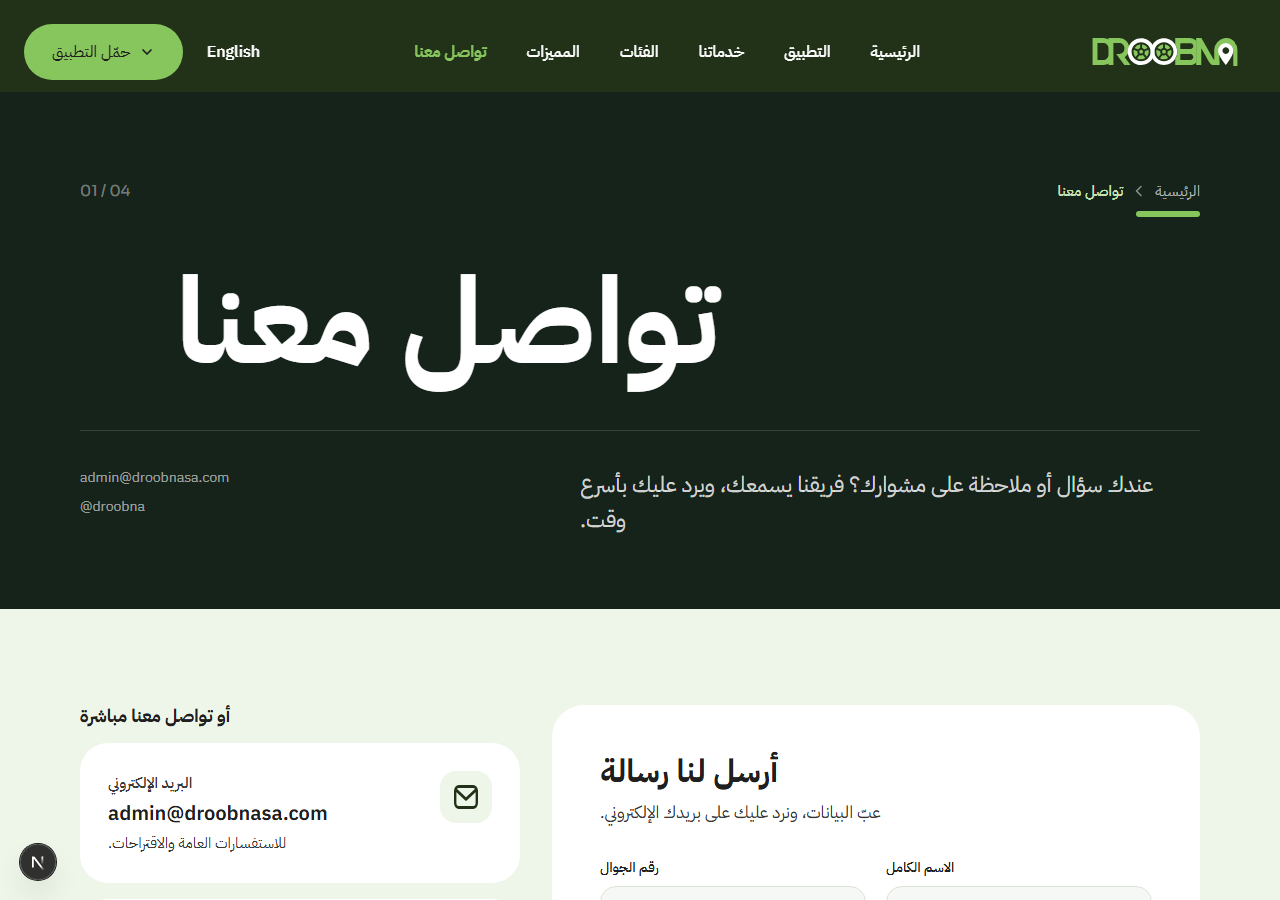 DROOBNA
الرئيسية
التطبيق
خدماتنا
الفئات
المميزات
تواصل معنا
English
حمّل التطبيق
الرئيسية
تواصل معنا
01 / 04
تواصل معنا
عندك سؤال أو ملاحظة على مشوارك؟ فريقنا يسمعك، ويرد عليك بأسرع
وقت.
admin@droobnasa.com
@droobna
أرسل لنا رسالة
عبّ البيانات، ونرد عليك على بريدك الإلكتروني.
الاسم الكامل
رقم الجوال
أو تواصل معنا مباشرة
البريد الإلكتروني
admin@droobnasa.com
للاستفسارات العامة والاقتراحات.
N